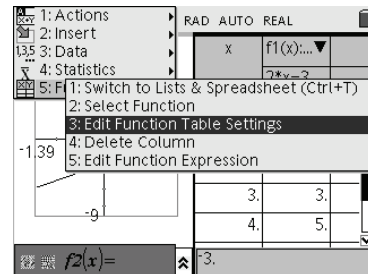 1: Actions
2: Insert
3: Data
4: Statistics
RAD AUTO REAL
x f1(x):...▼
2*x-3
1: Switch to Lists & Spreadsheet (Ctrl+T)
2: Select Function
3: Edit Function Table Settings
4: Delete Column
5: Edit Function Expression
-1.39
-9
3. 3.
4. 5.
f2(x)=
-3.